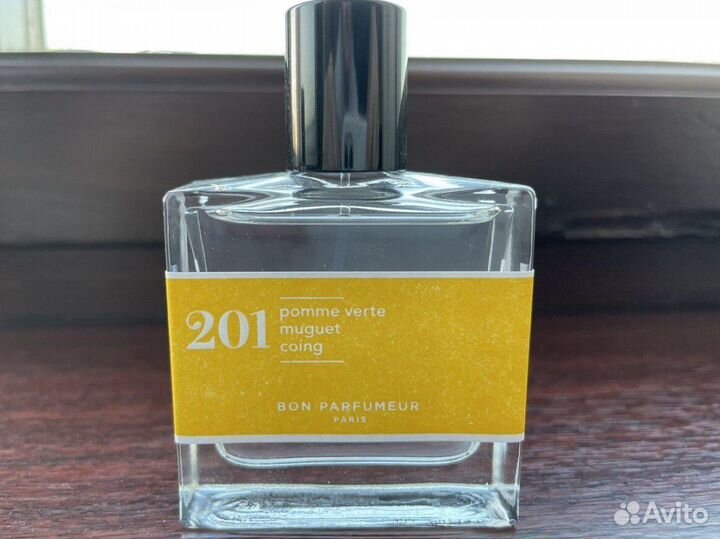 201
pomme verte
muguet
coing
BON PARFUMEUR
PARIS
Avito